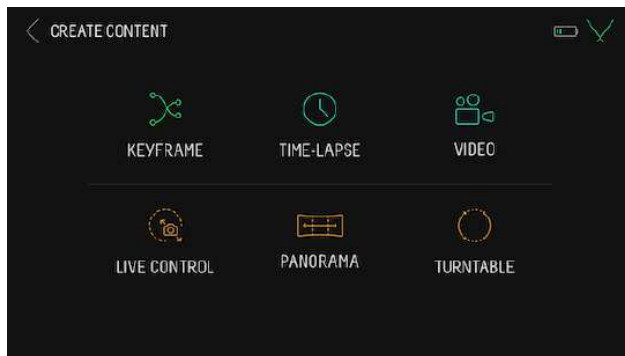 CREATE CONTENT
KEYFRAME TIME-LAPSE VIDEO
LIVE CONTROL PANORAMA TURNTABLE